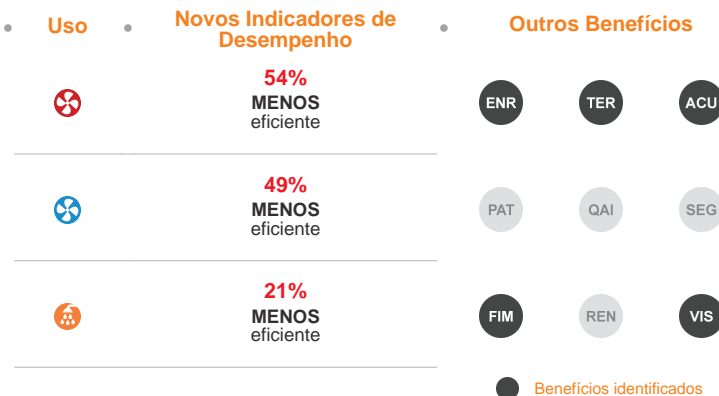 Uso
Novos Indicadores de
Desempenho
Outros Benefícios
54%
MENOS
eficiente
ENR TER ACU
49%
MENOS
eficiente
PAT QAI SEG
21%
MENOS
eficiente
FIM REN VIS
Benefícios identificados